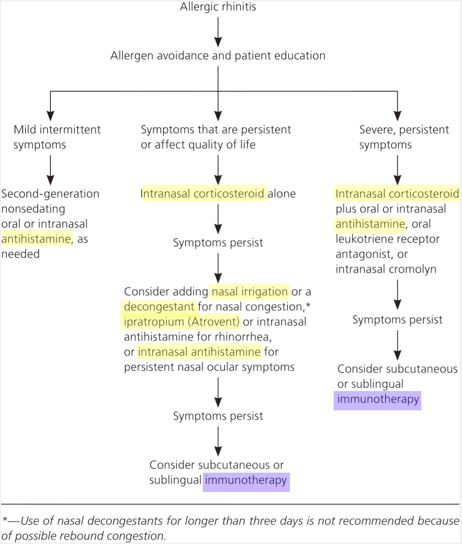 Allergic rhinitis
Allergen avoidance and patient education
Mild intermittent
symptoms
Second-generation
nonsedating
oral or intranasal
antihistamine, as
needed
Symptoms that are persistent
or affect quality of life
Intranasal corticosteroid alone
Symptoms persist
Consider adding nasal irrigation or a
decongestant for nasal congestion,*
ipratropium (Atrovent) or intranasal
antihistamine for rhinorrhea,
or intranasal antihistamine for
persistent nasal ocular symptoms
Symptoms persist
Consider subcutaneous or
sublingual immunotherapy
Severe, persistent
symptoms
Intranasal corticosteroid
plus oral or intranasal
antihistamine, oral
leukotriene receptor
antagonist, or
intranasal cromolyn
Symptoms persist
Consider subcutaneous
or sublingual
immunotherapy
*—Use of nasal decongestants for longer than three days is not recommended because
of possible rebound congestion.